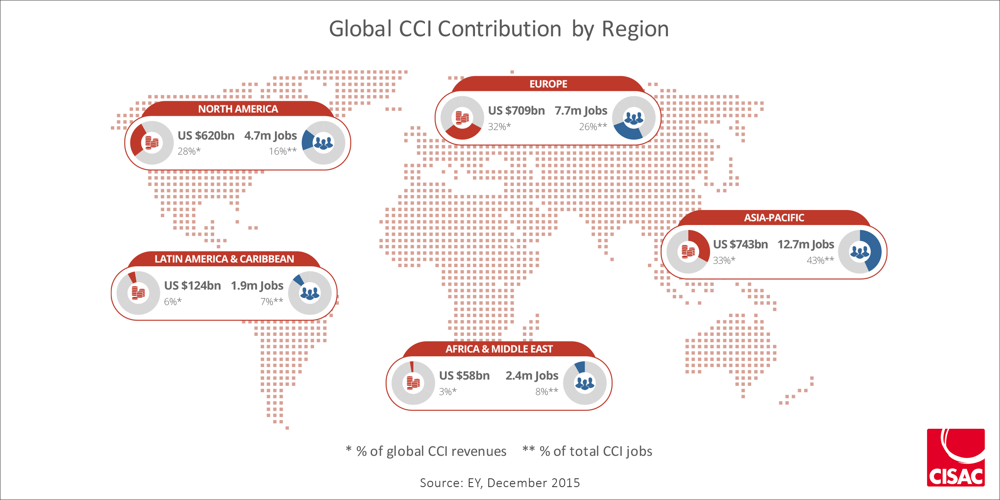 Global CCI Contribution by Region
EUROPE
US $709bn 7.7m Jobs
32%* 26%**
NORTH AMERICA
US $620bn 4.7m Jobs
28%* 16%**
ASIA-PACIFIC
US $743bn 12.7m Jobs
33%* 43%**
LATIN AMERICA & CARIBBEAN
US $124bn 1.9m Jobs
6%* 7%**
AFRICA & MIDDLE EAST
US $58bn 2.4m Jobs
3%* 8%**
* % of global CCI revenues ** % of total CCI jobs
Source: EY, December 2015
CISAC